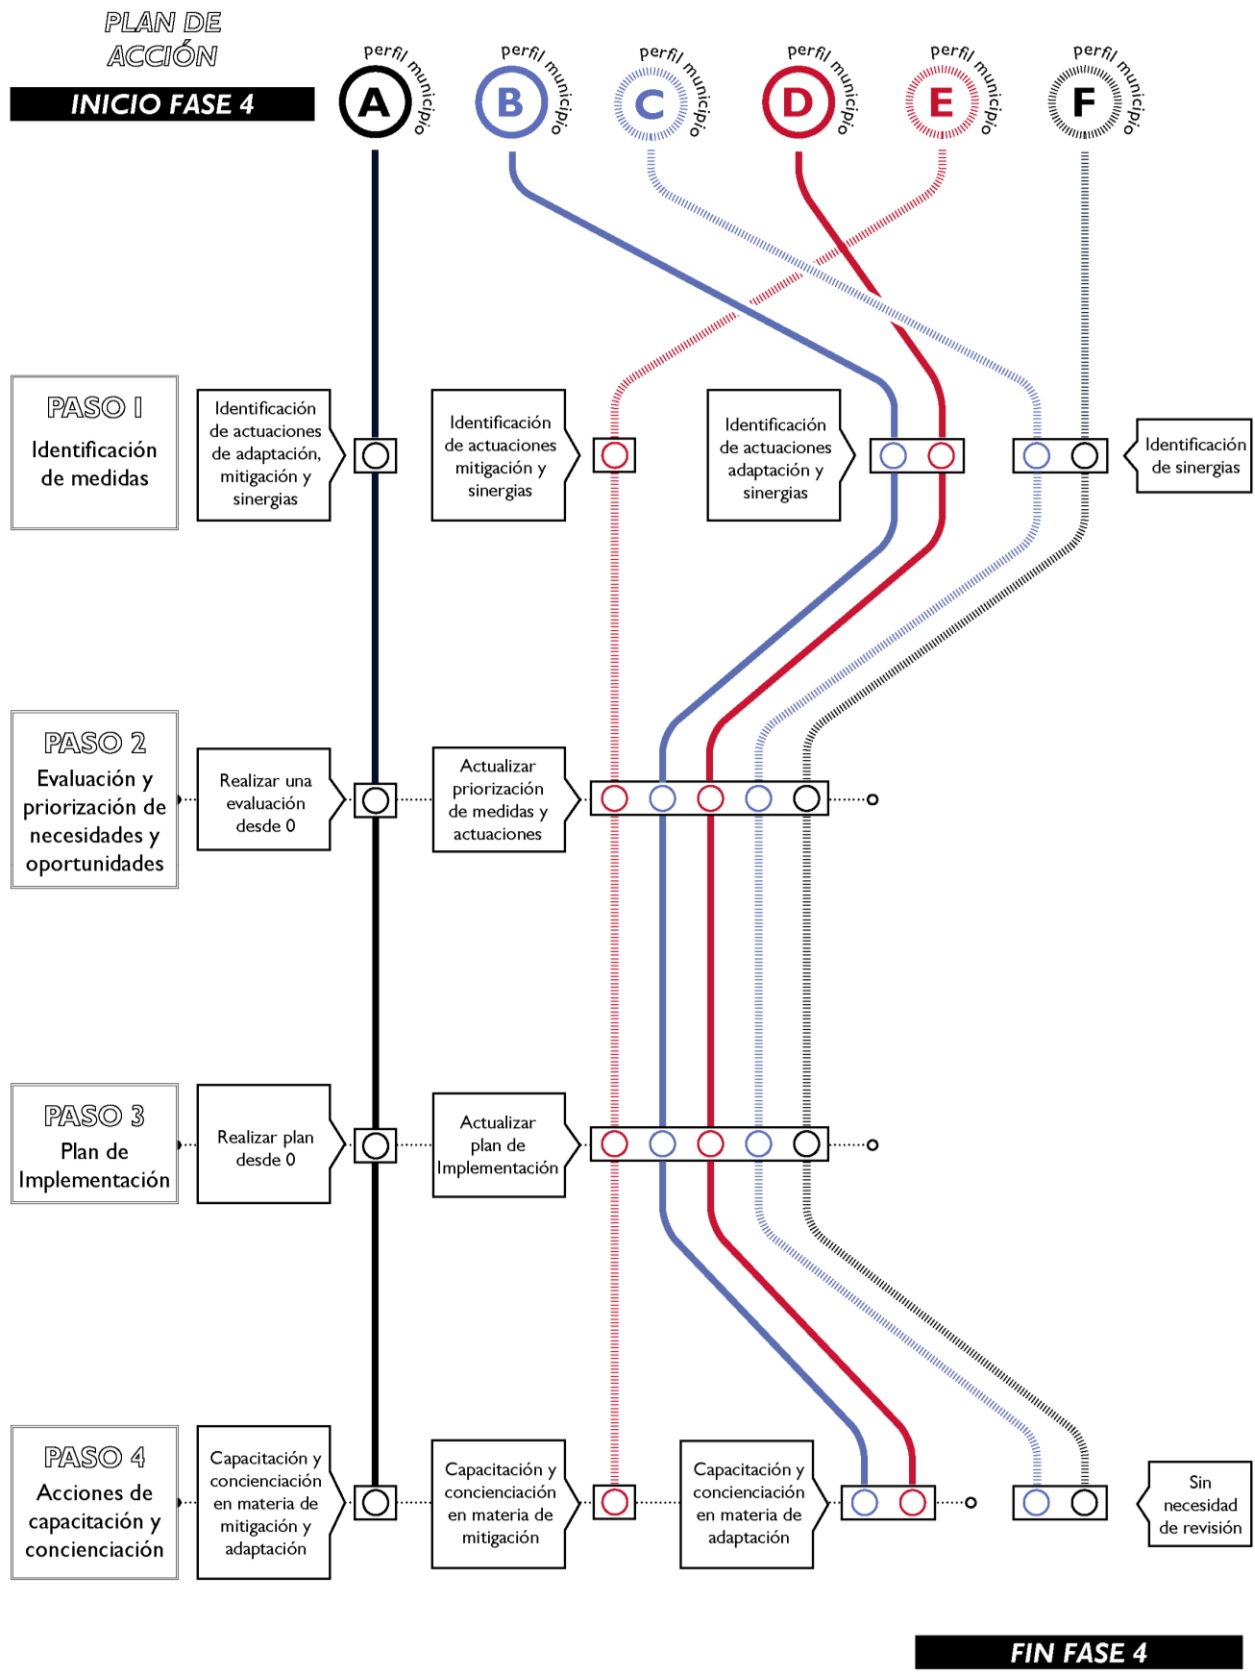 PLAN DE
ACCIÓN
INICIO FASE 4
perfil municipio
A
perfil municipio
B
perfil municipio
C
perfil municipio
D
perfil municipio
E
perfil municipio
F
PASO 1
Identificación
de medidas
Identificación
de actuaciones
de adaptación,
mitigación y
sinergias
Identificación
de actuaciones
mitigación y
sinergias
Identificación
de actuaciones
adaptación y
sinergias
Identificación
de sinergias
PASO 2
Evaluación y
priorización de
necesidades y
oportunidades
Realizar una
evaluación
desde 0
Actualizar
priorización
de medidas y
actuaciones
PASO 3
Plan de
Implementación
Realizar plan
desde 0
Actualizar
plan de
Implementación
PASO 4
Acciones de
capacitación y
concienciación
Capacitación y
concienciación
en materia de
mitigación y
adaptación
Capacitación y
concienciación
en materia de
mitigación
Capacitación y
concienciación
en materia de
adaptación
Sin
necesidad
de revisión
FIN FASE 4